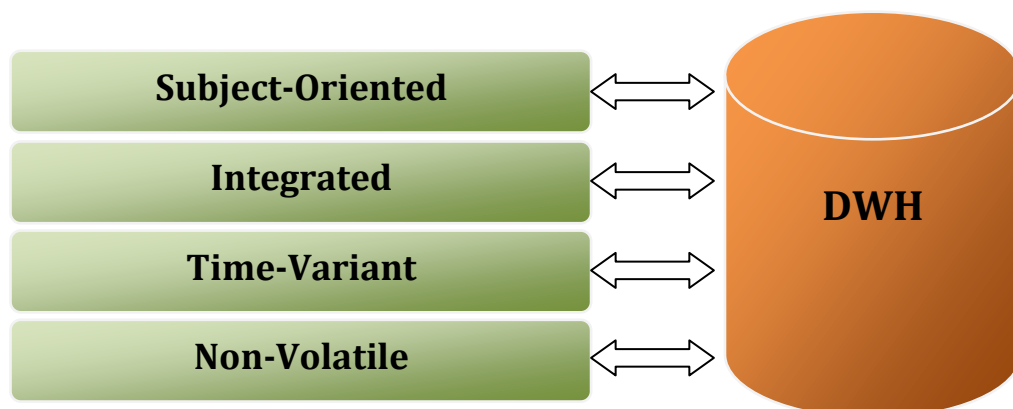 Subject-Oriented
Integrated
Time-Variant
Non-Volatile
DWH